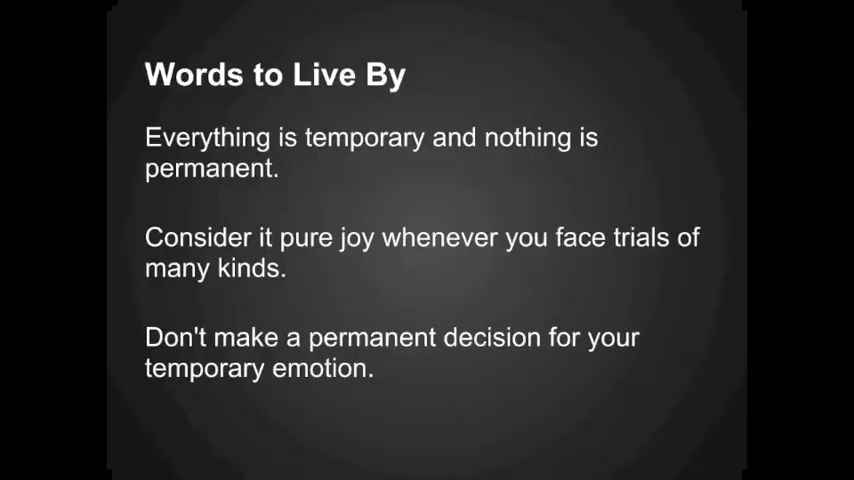 Words to Live By
Everything is temporary and nothing is
permanent.
Consider it pure joy whenever you face trials of
many kinds.
Don't make a permanent decision for your
temporary emotion.